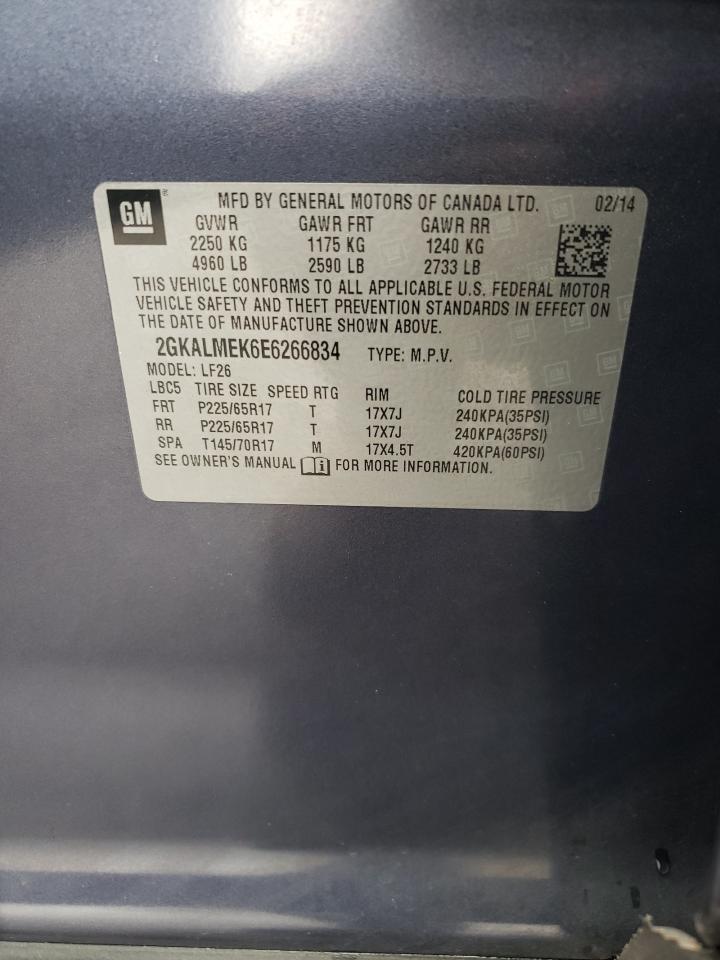 GM ® MFD BY GENERAL MOTORS OF CANADA LTD. 02/14
GVWR GAWR FRT GAWR RR
2250 KG 1175 KG 1240 KG
4960 LB 2590 LB 2733 LB
THIS VEHICLE CONFORMS TO ALL APPLICABLE U.S. FEDERAL MOTOR
VEHICLE SAFETY AND THEFT PREVENTION STANDARDS IN EFFECT ON
THE DATE OF MANUFACTURE SHOWN ABOVE.
2GKALMEK6E6266834 TYPE: M.P.V.
MODEL: LF26
LBC5 TIRE SIZE SPEED RTG RIM COLD TIRE PRESSURE
FRT P225/65R17 T 17X7J 240KPA(35PSI)
RR P225/65R17 T 17X7J 240KPA(35PSI)
SPA T145/70R17 M 17X4.5T 420KPA(60PSI)
SEE OWNER'S MANUAL FOR MORE INFORMATION.